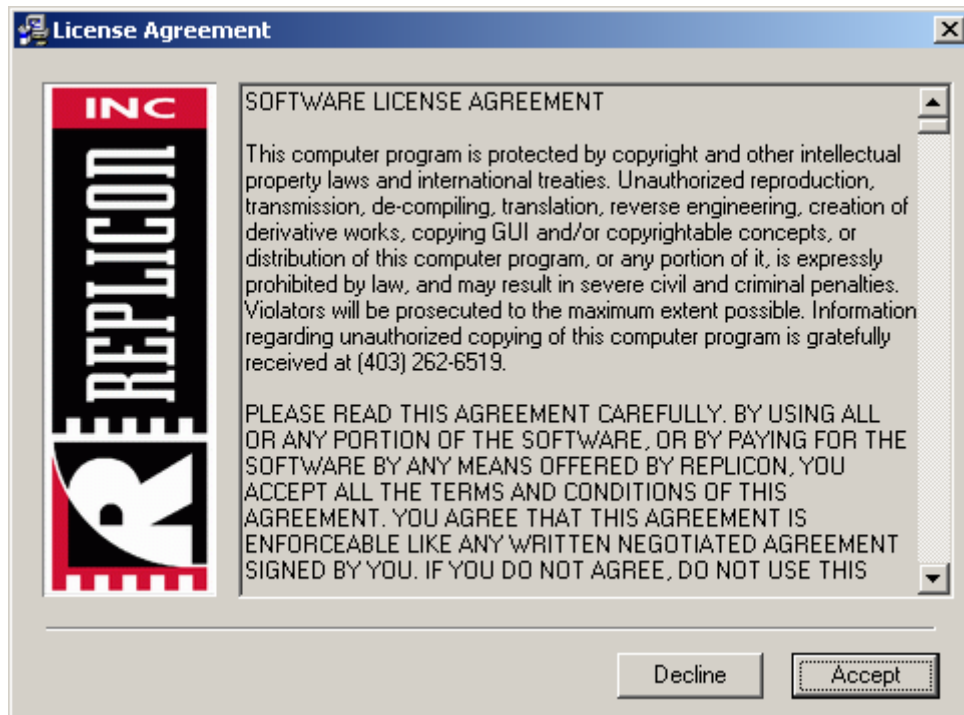 License Agreement
INC
REPLICON
R
SOFTWARE LICENSE AGREEMENT
This computer program is protected by copyright and other intellectual
property laws and international treaties. Unauthorized reproduction,
transmission, de-compiling, translation, reverse engineering, creation of
derivative works, copying GUI and/or copyrightable concepts, or
distribution of this computer program, or any portion of it, is expressly
prohibited by law, and may result in severe civil and criminal penalties.
Violators will be prosecuted to the maximum extent possible. Information
regarding unauthorized copying of this computer program is gratefully
received at (403) 262-6519.
PLEASE READ THIS AGREEMENT CAREFULLY. BY USING ALL
OR ANY PORTION OF THE SOFTWARE, OR BY PAYING FOR THE
SOFTWARE BY ANY MEANS OFFERED BY REPLICON, YOU
ACCEPT ALL THE TERMS AND CONDITIONS OF THIS
AGREEMENT. YOU AGREE THAT THIS AGREEMENT IS
ENFORCEABLE LIKE ANY WRITTEN NEGOTIATED AGREEMENT
SIGNED BY YOU. IF YOU DO NOT AGREE, DO NOT USE THIS
Decline
Accept